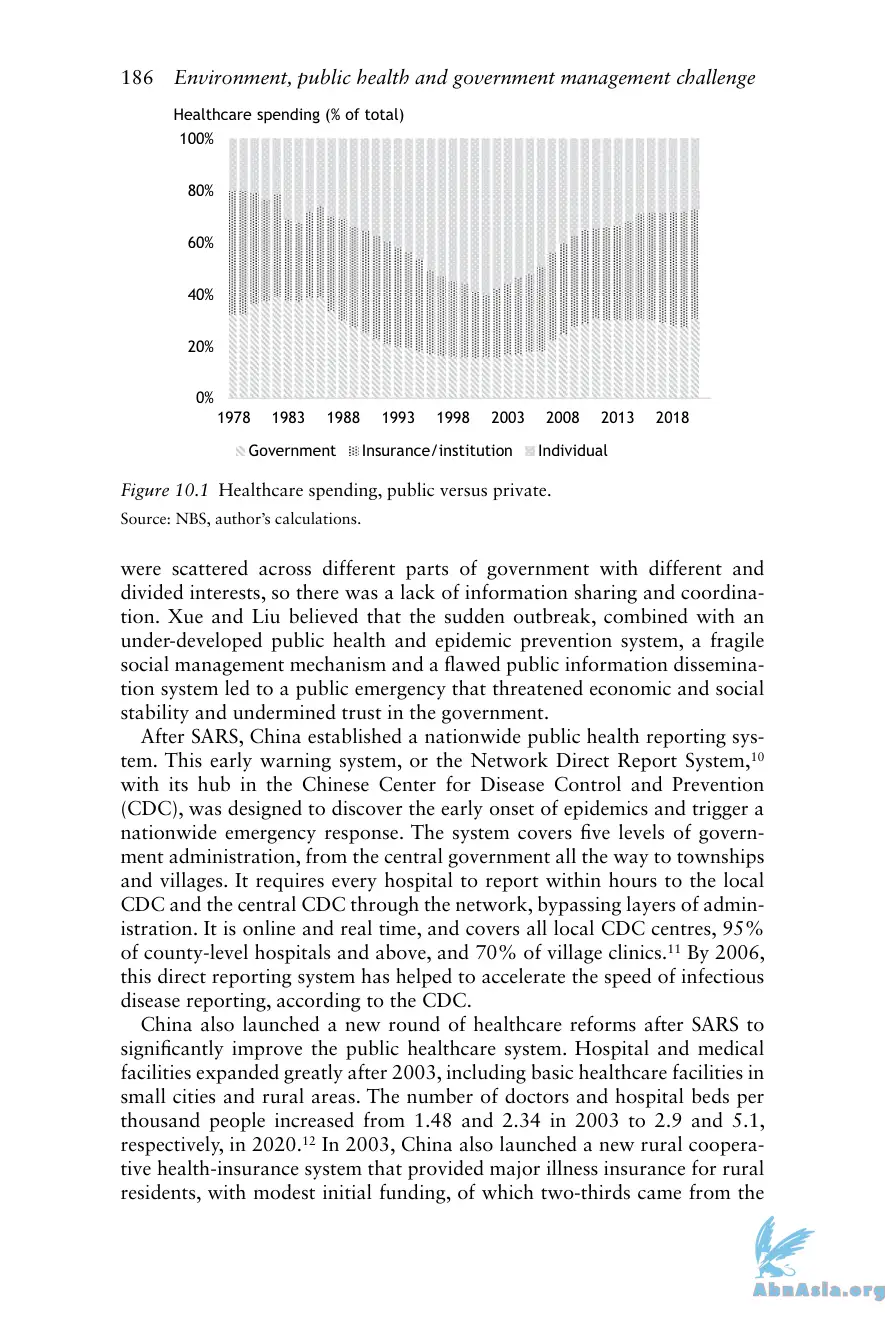 186 Environment, public health and government management challenge
Healthcare spending (% of total)
100%
80%
60%
40%
20%
0%
1978 1983 1988 1993 1998 2003 2008 2013 2018
Government Insurance/institution Individual
Figure 10.1 Healthcare spending, public versus private.
Source: NBS, author's calculations.
were scattered across different parts of government with different and
divided interests, so there was a lack of information sharing and coordina-
tion. Xue and Liu believed that the sudden outbreak, combined with an
under-developed public health and epidemic prevention system, a fragile
social management mechanism and a flawed public information dissemina-
tion system led to a public emergency that threatened economic and social
stability and undermined trust in the government.
After SARS, China established a nationwide public health reporting sys-
tem. This early warning system, or the Network Direct Report System,¹⁰
with its hub in the Chinese Center for Disease Control and Prevention
(CDC), was designed to discover the early onset of epidemics and trigger a
nationwide emergency response. The system covers five levels of govern-
ment administration, from the central government all the way to townships
and villages. It requires every hospital to report within hours to the local
CDC and the central CDC through the network, bypassing layers of admin-
istration. It is online and real time, and covers all local CDC centres, 95%
of county-level hospitals and above, and 70% of village clinics.¹¹ By 2006,
this direct reporting system has helped to accelerate the speed of infectious
disease reporting, according to the CDC.
China also launched a new round of healthcare reforms after SARS to
significantly improve the public healthcare system. Hospital and medical
facilities expanded greatly after 2003, including basic healthcare facilities in
small cities and rural areas. The number of doctors and hospital beds per
thousand people increased from 1.48 and 2.34 in 2003 to 2.9 and 5.1,
respectively, in 2020.¹² In 2003, China also launched a new rural coopera-
tive health-insurance system that provided major illness insurance for rural
residents, with modest initial funding, of which two-thirds came from the
AbnAsia.org